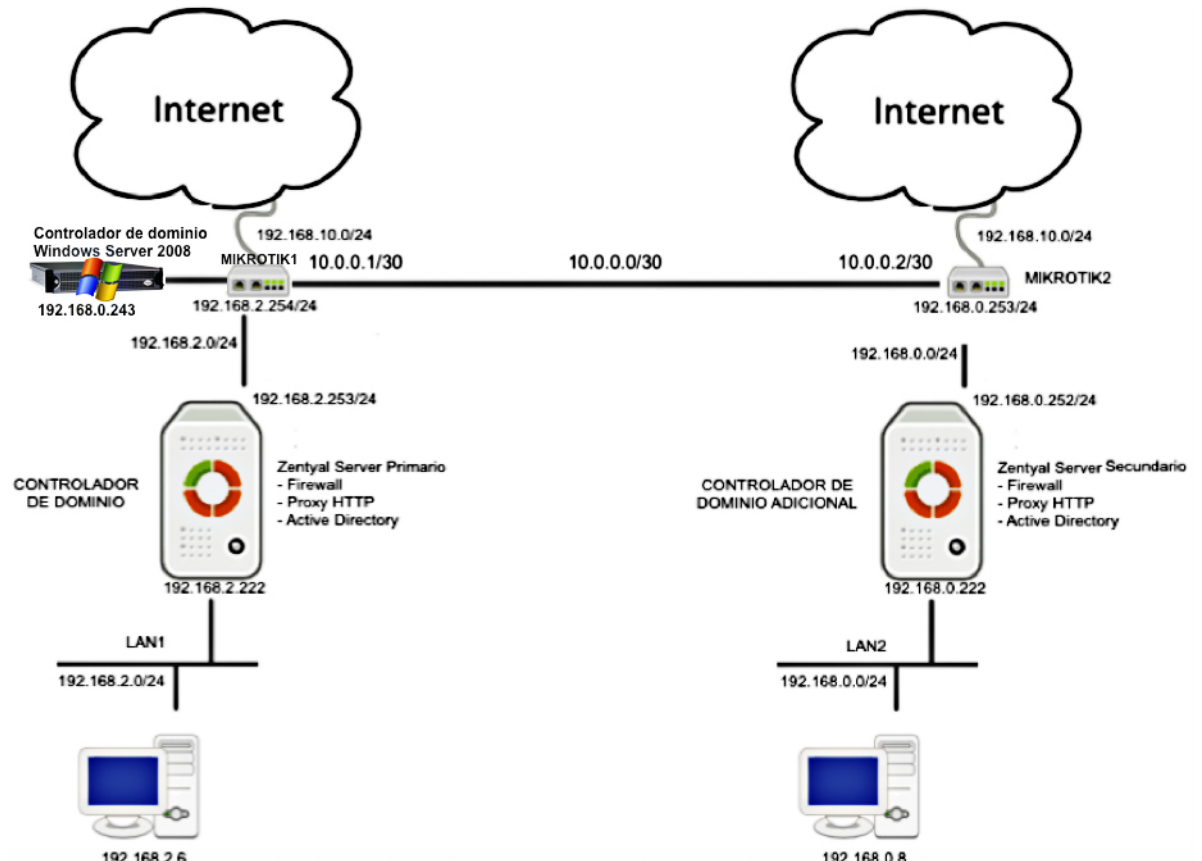 Internet
Internet
Controlador de dominio
Windows Server 2008
192.168.0.243
192.168.10.0/24
MIKROTIK1
192.168.2.254/24
10.0.0.1/30
10.0.0.0/30
10.0.0.2/30
192.168.10.0/24
MIKROTIK2
192.168.0.253/24
192.168.2.0/24
192.168.0.0/24
192.168.2.253/24
192.168.0.252/24
CONTROLADOR
DE DOMINIO
Zentyal Server Primario
- Firewall
- Proxy HTTP
- Active Directory
CONTROLADOR DE
DOMINIO ADICIONAL
Zentyal Server Secundario
- Firewall
- Proxy HTTP
- Active Directory
192.168.2.222
192.168.0.222
LAN1
192.168.2.0/24
LAN2
192.168.0.0/24
192.168.2.6
192.168.0.8